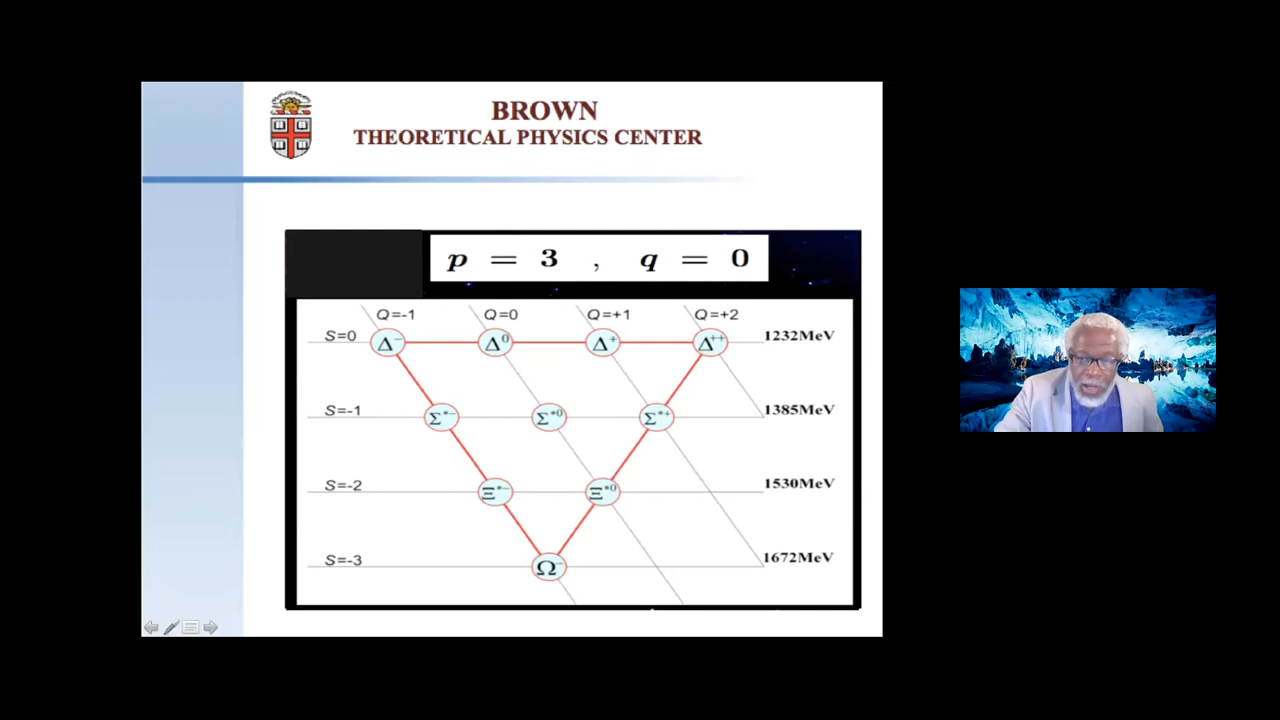 BROWN
THEORETICAL PHYSICS CENTER
p = 3 , q = 0
Q=-1 Q=0 Q=+1 Q=+2
S=0 Δ⁻ Δ⁰ Δ⁺ Δ⁺⁺ 1232MeV
S=-1 Σ*⁻ Σ*⁰ Σ*⁺ 1385MeV
S=-2 Ξ*⁻ Ξ*⁰ 1530MeV
S=-3 Ω⁻ 1672MeV